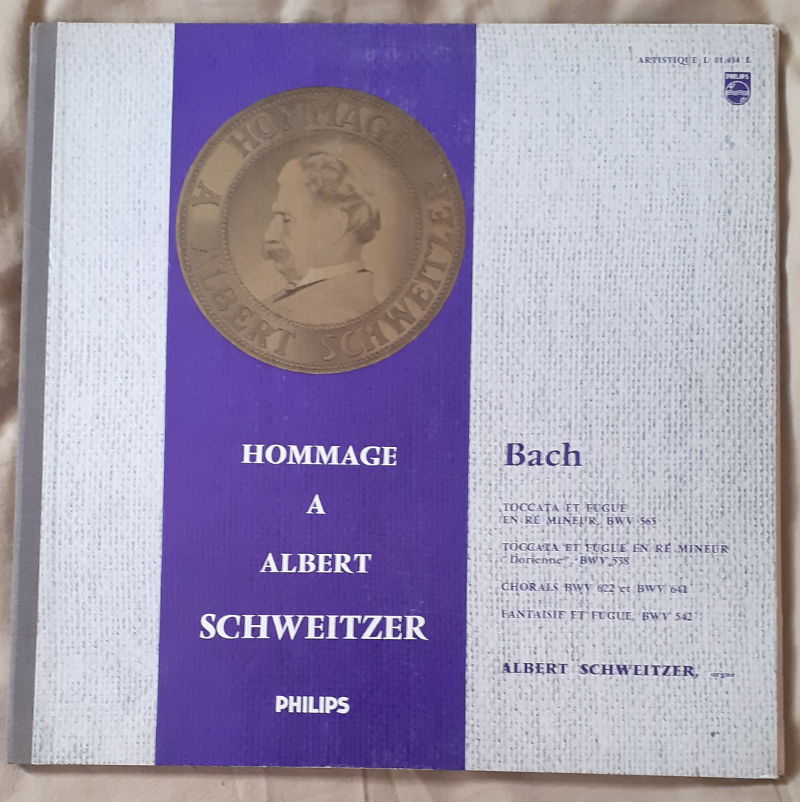 ARTISTIQUE L 01.434 L
PHILIPS
A HOMMAGE
ALBERT SCHWEITZER
HOMMAGE
A
ALBERT
SCHWEITZER
PHILIPS
Bach
TOCCATA ET FUGUE
EN RÉ MINEUR, BWV 565
TOCCATA ET FUGUE EN RÉ MINEUR
"Dorienne", BWV 538
CHORALS BWV 622 et BWV 641
FANTAISIE ET FUGUE, BWV 542
ALBERT SCHWEITZER, orgue